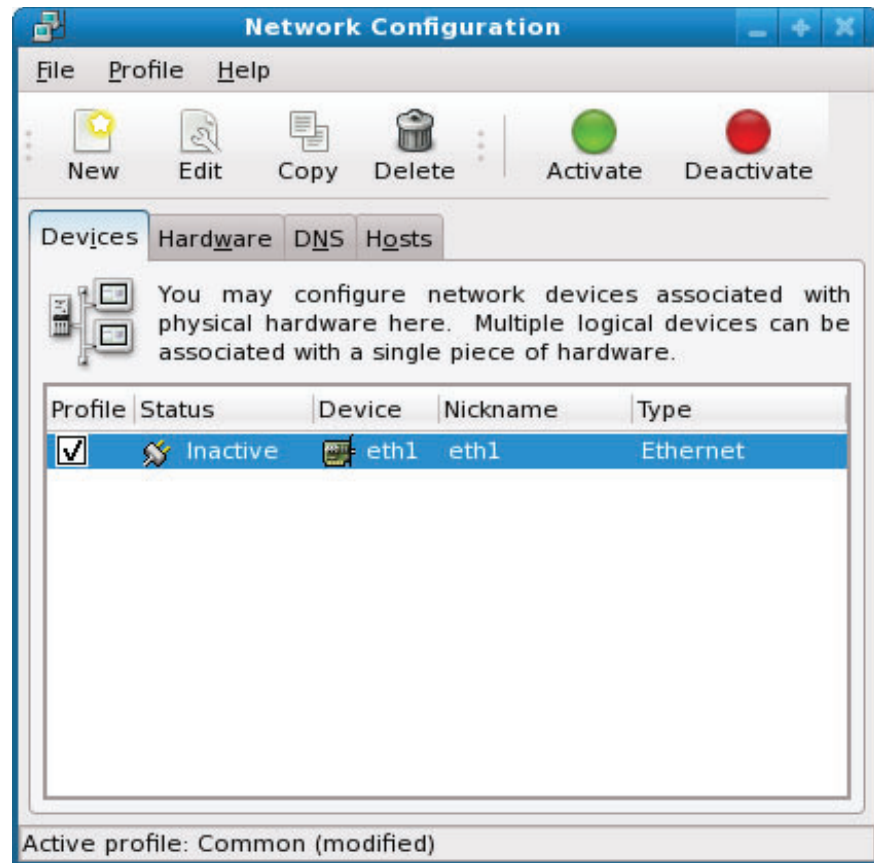 Network Configuration
File Profile Help
New Edit Copy Delete Activate Deactivate
Devices Hardware DNS Hosts
You may configure network devices associated with
physical hardware here. Multiple logical devices can be
associated with a single piece of hardware.
Profile Status Device Nickname Type
Inactive eth1 eth1 Ethernet
Active profile: Common (modified)